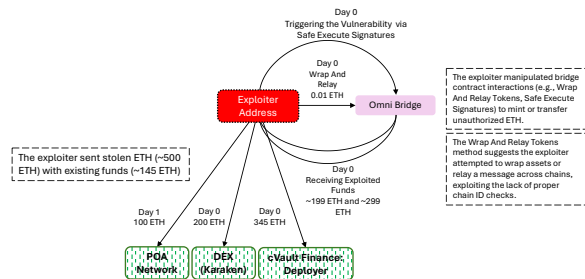 Day 0
Triggering the Vulnerability via
Safe Execute Signatures
Day 0
Wrap And
Relay
0.01 ETH
Exploiter
Address
Omni Bridge
The exploiter manipulated bridge
contract interactions (e.g., Wrap
And Relay Tokens, Safe Execute
Signatures) to mint or transfer
unauthorized ETH.
The Wrap And Relay Tokens
method suggests the exploiter
attempted to wrap assets or
relay a message across chains,
exploiting the lack of proper
chain ID checks.
The exploiter sent stolen ETH (~500
ETH) with existing funds (~145 ETH)
Day 0
Receiving Exploited
Funds
~199 ETH and ~299
ETH
Day 1
100 ETH
Day 0
200 ETH
Day 0
345 ETH
POA
Network
DEX
(Karaken)
cVault Finance:
Deployer